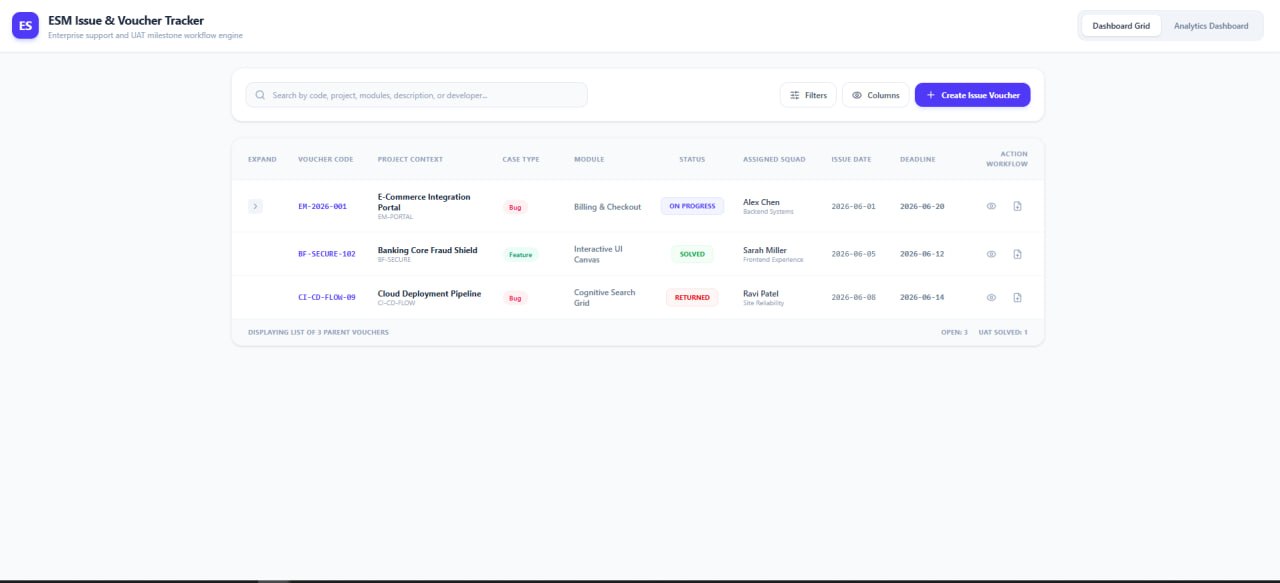 ES
ESM Issue & Voucher Tracker
Enterprise support and UAT milestone workflow engine
Dashboard Grid
Analytics Dashboard
Search by code, project, modules, description, or developer...
Filters
Columns
+ Create Issue Voucher
EXPAND VOUCHER CODE PROJECT CONTEXT CASE TYPE MODULE STATUS ASSIGNED SQUAD ISSUE DATE DEADLINE ACTION
WORKFLOW
EM-2026-001
E-Commerce Integration
Portal
EM-PORTAL
Bug
Billing & Checkout
ON PROGRESS
Alex Chen
Backend Systems
2026-06-01
2026-06-20
BF-SECURE-102
Banking Core Fraud Shield
BF-SECURE
Feature
Interactive UI
Canvas
SOLVED
Sarah Miller
Frontend Experience
2026-06-05
2026-06-12
CI-CD-FLOW-09
Cloud Deployment Pipeline
CI-CD-FLOW
Bug
Cognitive Search
Grid
RETURNED
Ravi Patel
Site Reliability
2026-06-08
2026-06-14
DISPLAYING LIST OF 3 PARENT VOUCHERS
OPEN: 3 UAT SOLVED: 1